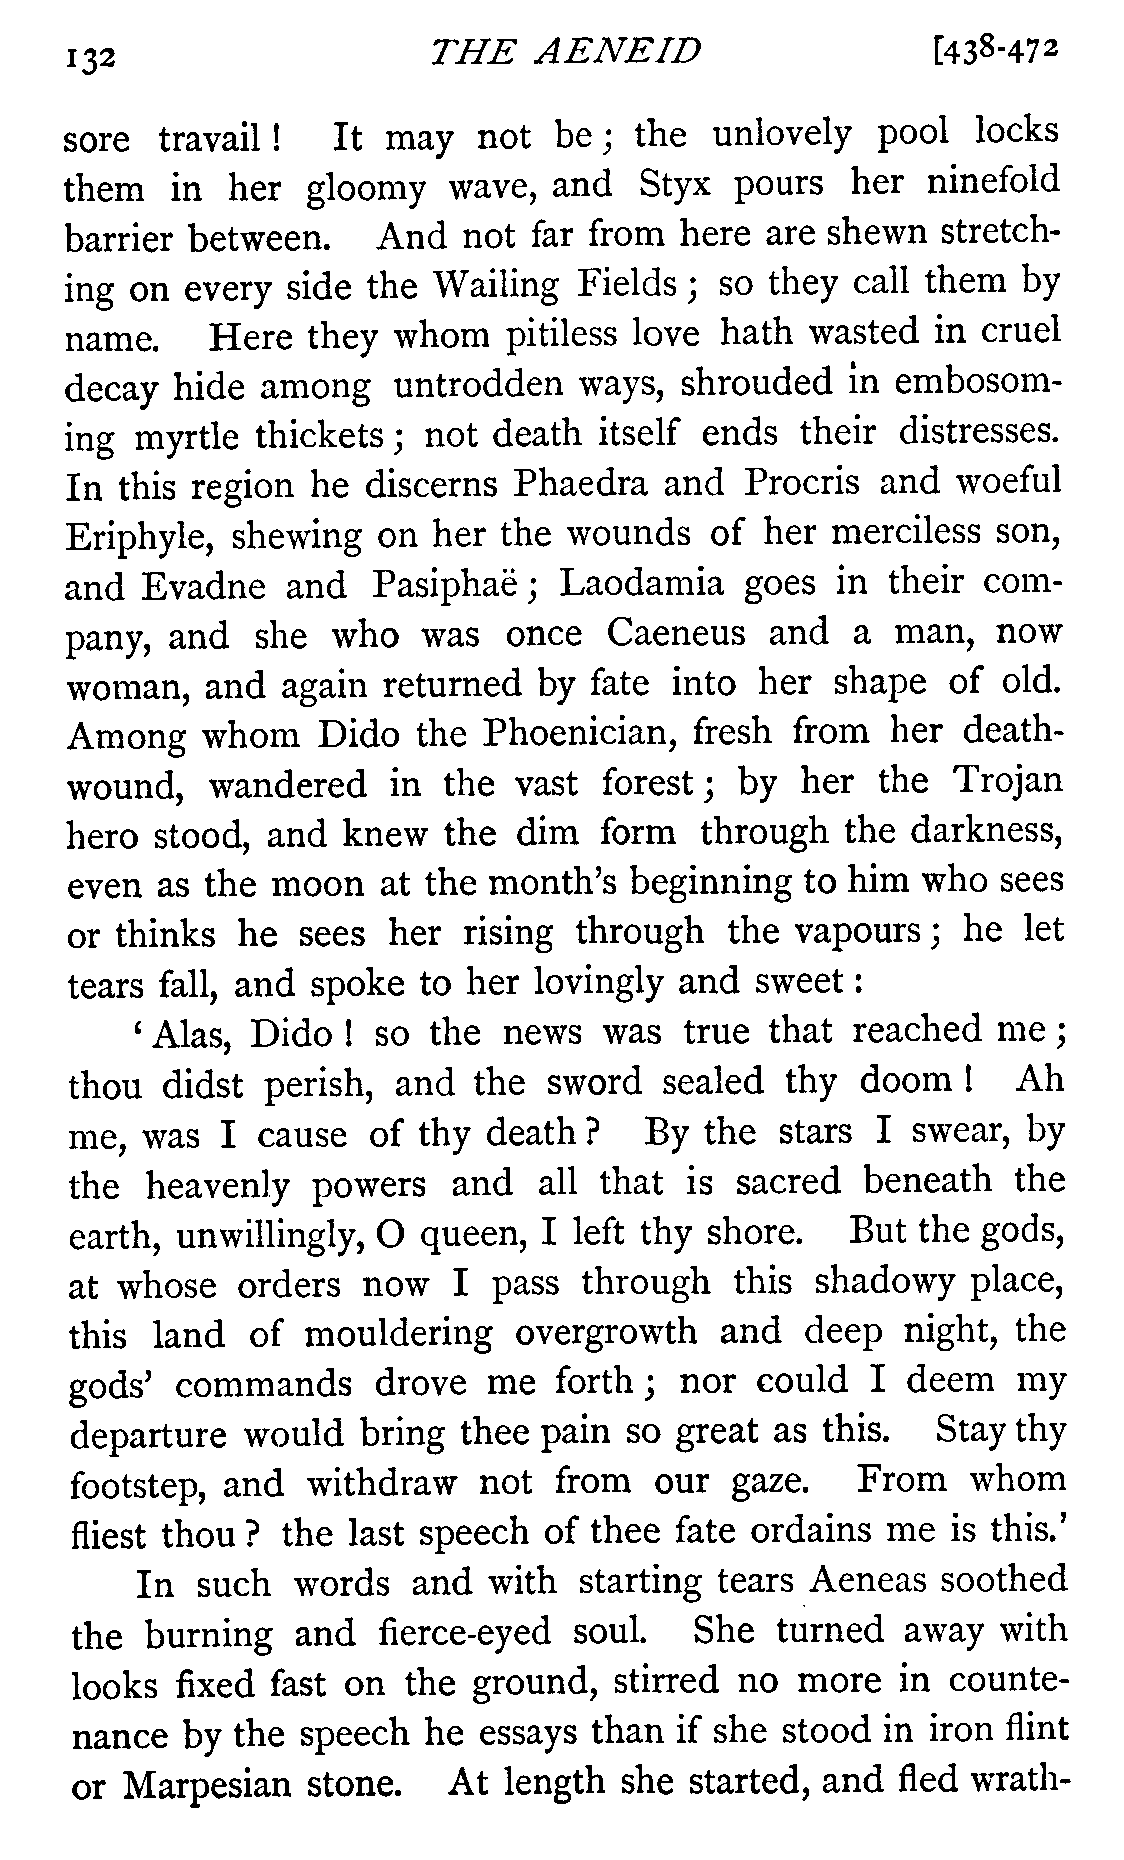 132 THE AENEID [438-472
sore travail ! It may not be ; the unlovely pool locks
them in her gloomy wave, and Styx pours her ninefold
barrier between. And not far from here are shewn stretch-
ing on every side the Wailing Fields ; so they call them by
name. Here they whom pitiless love hath wasted in cruel
decay hide among untrodden ways, shrouded in embosom-
ing myrtle thickets ; not death itself ends their distresses.
In this region he discerns Phaedra and Procris and woeful
Eriphyle, shewing on her the wounds of her merciless son,
and Evadne and Pasiphaë ; Laodamia goes in their com-
pany, and she who was once Caeneus and a man, now
woman, and again returned by fate into her shape of old.
Among whom Dido the Phoenician, fresh from her death-
wound, wandered in the vast forest ; by her the Trojan
hero stood, and knew the dim form through the darkness,
even as the moon at the month's beginning to him who sees
or thinks he sees her rising through the vapours ; he let
tears fall, and spoke to her lovingly and sweet :
‘ Alas, Dido ! so the news was true that reached me ;
thou didst perish, and the sword sealed thy doom ! Ah
me, was I cause of thy death ? By the stars I swear, by
the heavenly powers and all that is sacred beneath the
earth, unwillingly, O queen, I left thy shore. But the gods,
at whose orders now I pass through this shadowy place,
this land of mouldering overgrowth and deep night, the
gods’ commands drove me forth ; nor could I deem my
departure would bring thee pain so great as this. Stay thy
footstep, and withdraw not from our gaze. From whom
fliest thou ? the last speech of thee fate ordains me is this.’
In such words and with starting tears Aeneas soothed
the burning and fierce-eyed soul. She turned away with
looks fixed fast on the ground, stirred no more in counte-
nance by the speech he essays than if she stood in iron flint
or Marpesian stone. At length she started, and fled wrath-